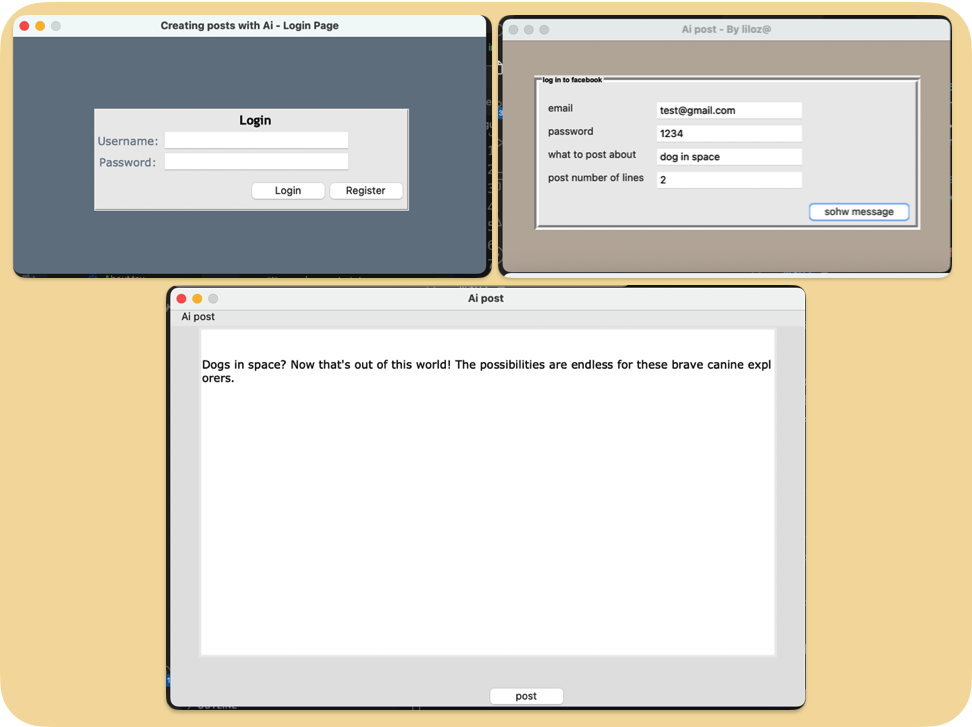 Creating posts with Ai - Login Page
Login
Username:
Password:
Login
Register
Ai post - By liloz@
log in to facebook
email
test@gmail.com
password
1234
what to post about
dog in space
post number of lines
2
sohw message
Ai post
Ai post
Dogs in space? Now that's out of this world! The possibilities are endless for these brave canine expl
orers.
post